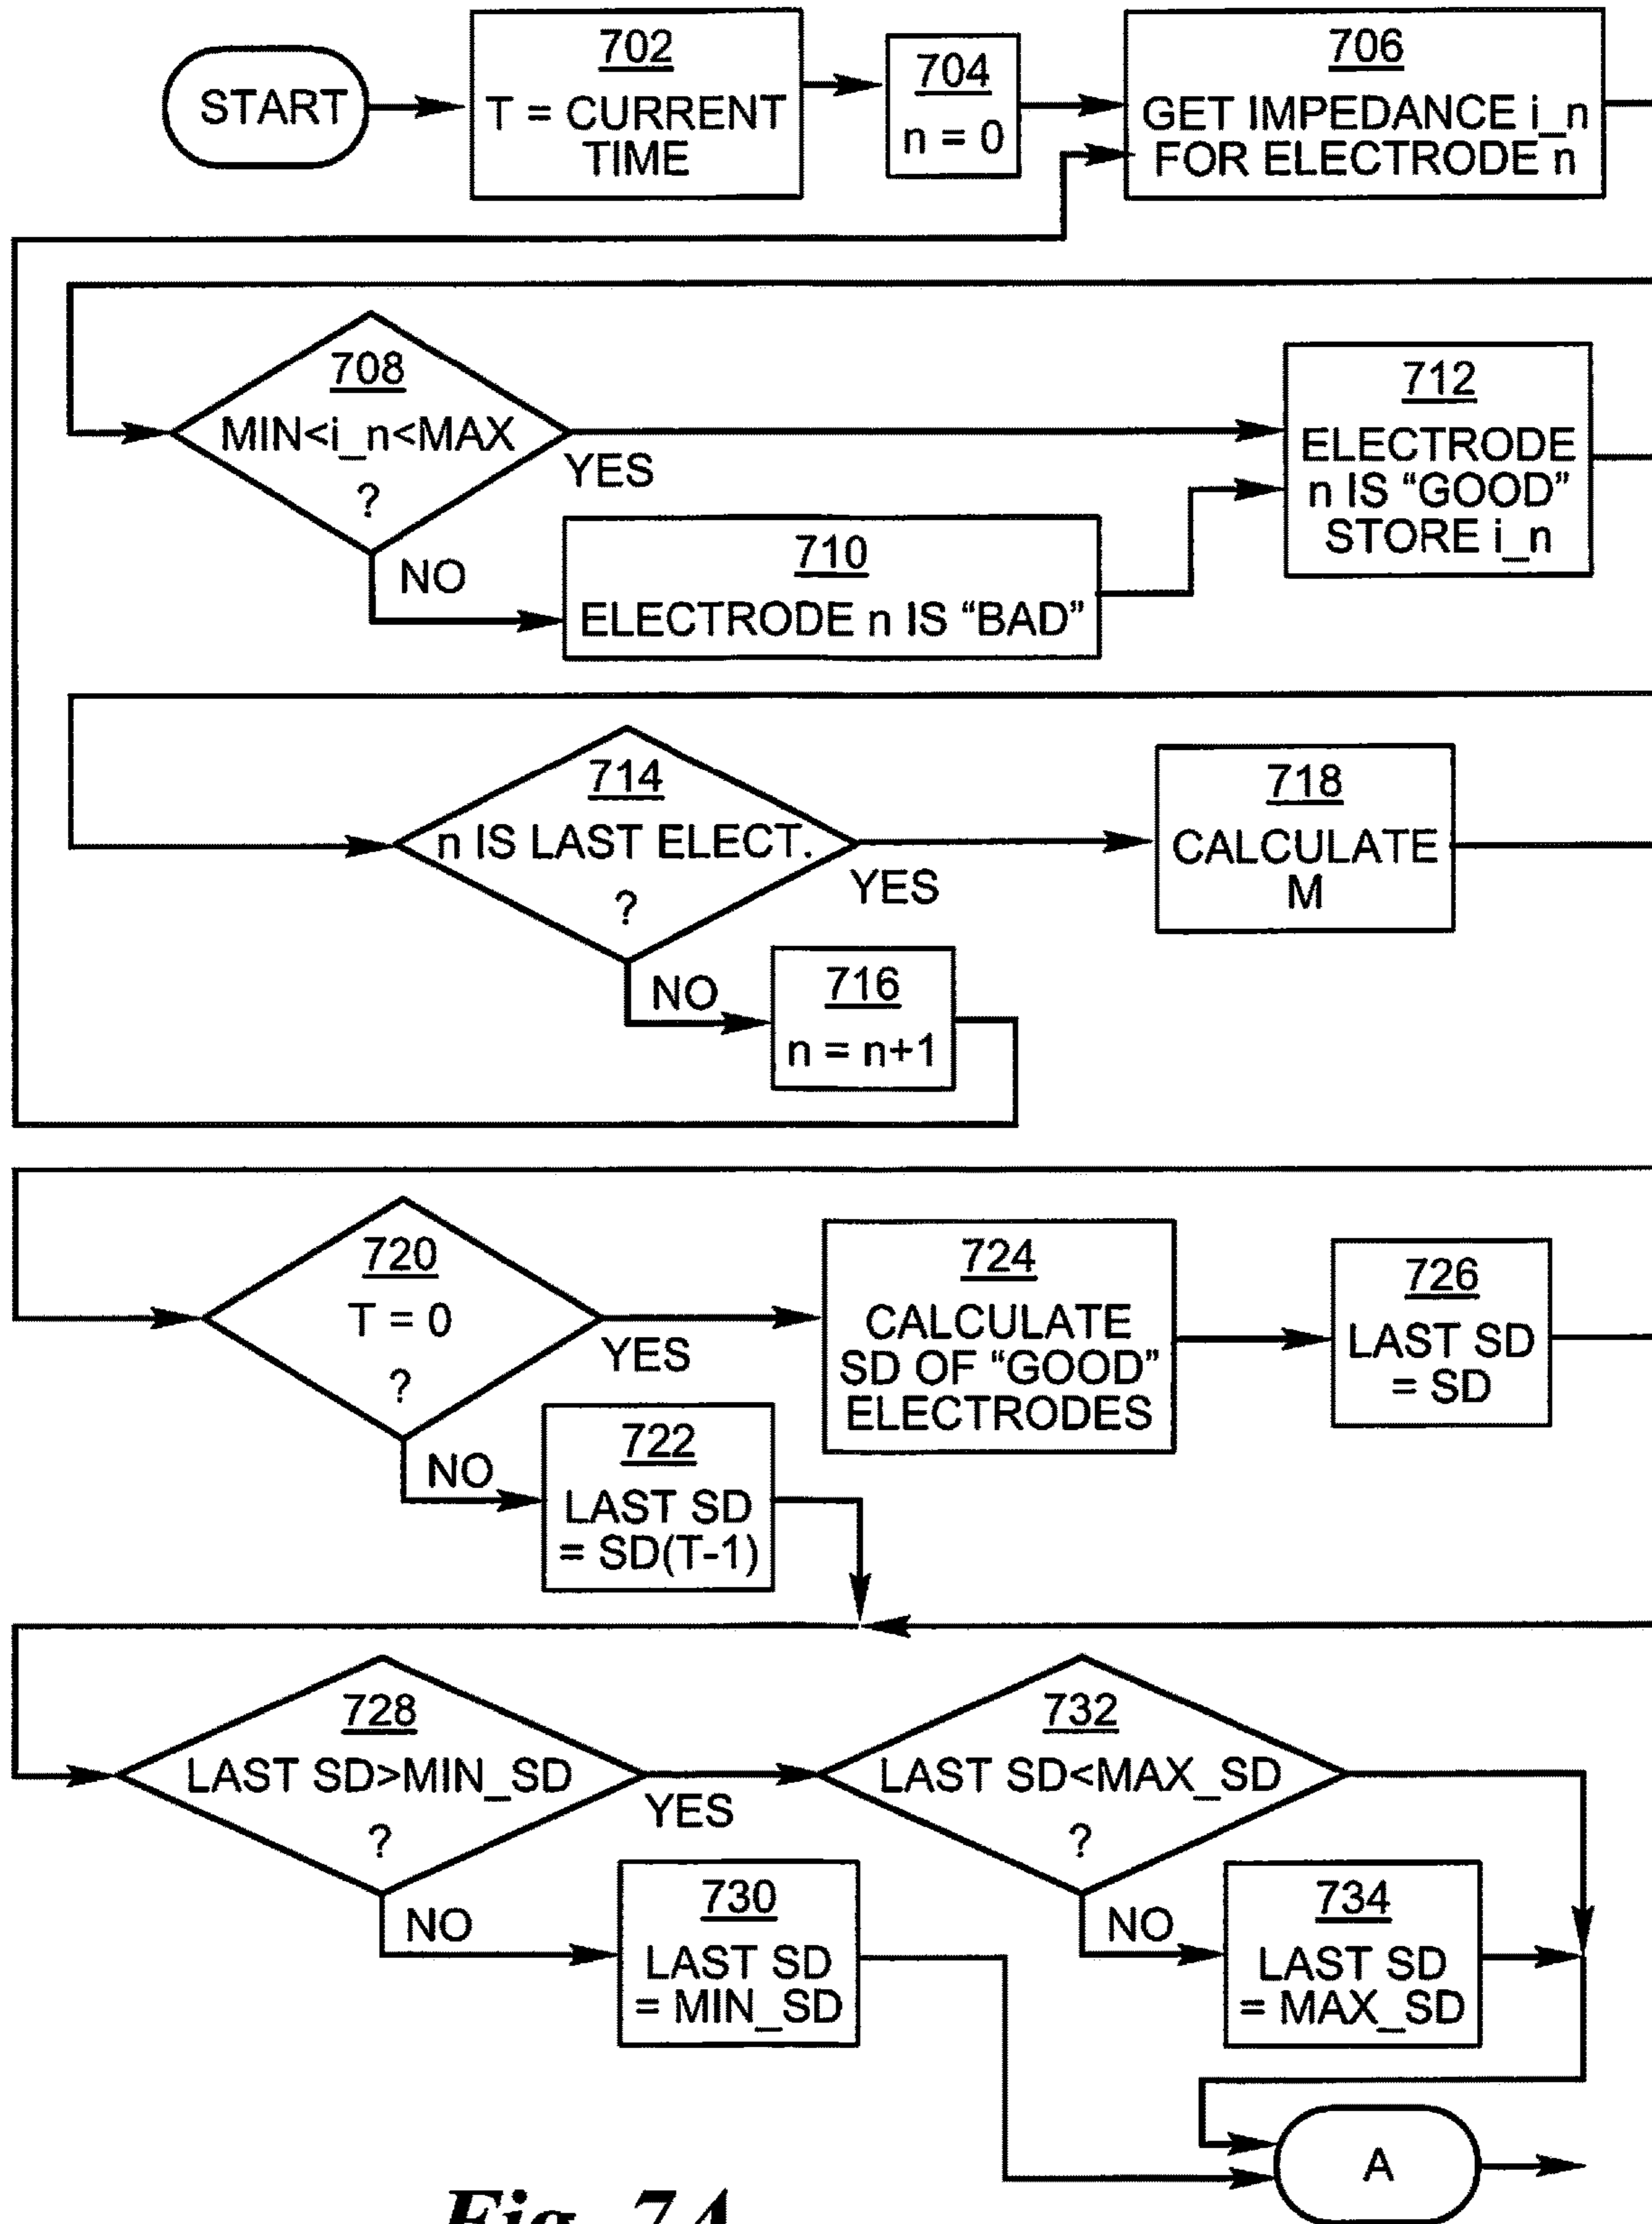 START
702
T = CURRENT
TIME
704
n = 0
706
GET IMPEDANCE i_n
FOR ELECTRODE n
708
MIN<i_n<MAX
?
YES
NO
710
ELECTRODE n IS “BAD”
712
ELECTRODE
n IS “GOOD”
STORE i_n
714
n IS LAST ELECT.
?
YES
NO
716
n = n+1
718
CALCULATE
M
720
T = 0
?
YES
NO
722
LAST SD
= SD(T-1)
724
CALCULATE
SD OF “GOOD”
ELECTRODES
726
LAST SD
= SD
728
LAST SD>MIN_SD
?
YES
NO
730
LAST SD
= MIN_SD
732
LAST SD<MAX_SD
?
NO
734
LAST SD
= MAX_SD
A
Fig. 7A